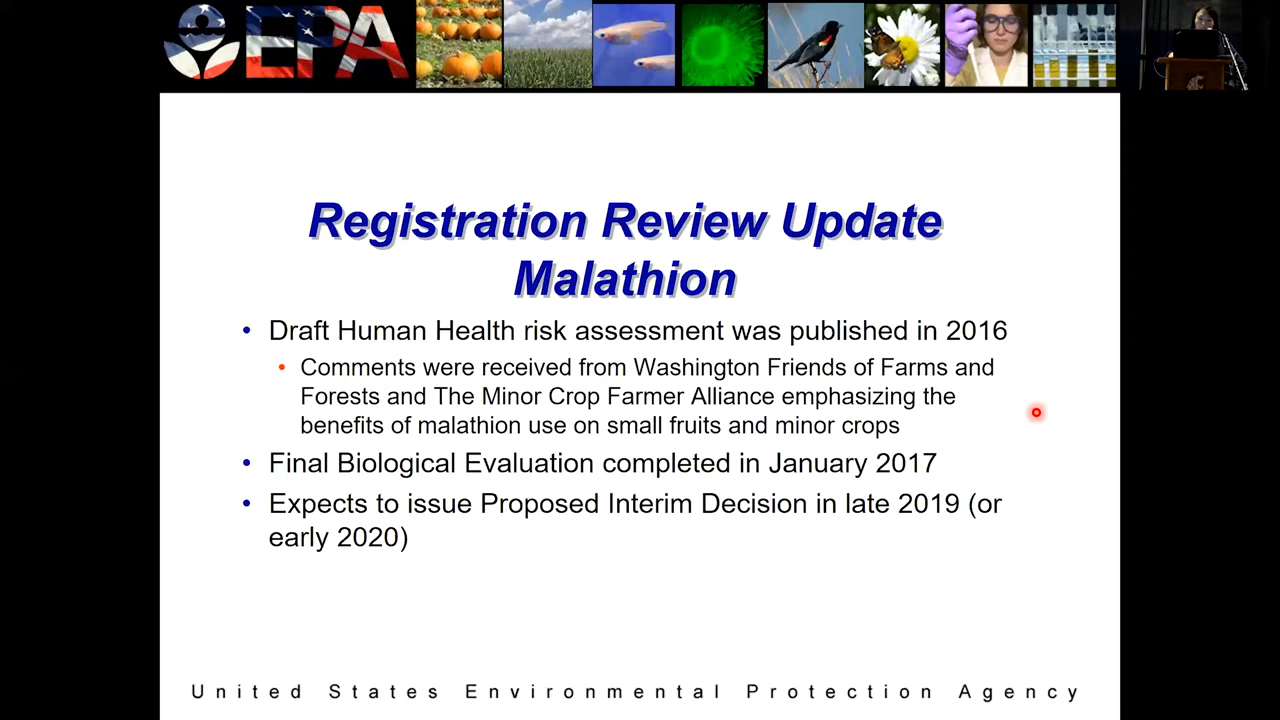 EPA
Registration Review Update
Malathion
• Draft Human Health risk assessment was published in 2016
• Comments were received from Washington Friends of Farms and
Forests and The Minor Crop Farmer Alliance emphasizing the
benefits of malathion use on small fruits and minor crops
• Final Biological Evaluation completed in January 2017
• Expects to issue Proposed Interim Decision in late 2019 (or
early 2020)
United States Environmental Protection Agency